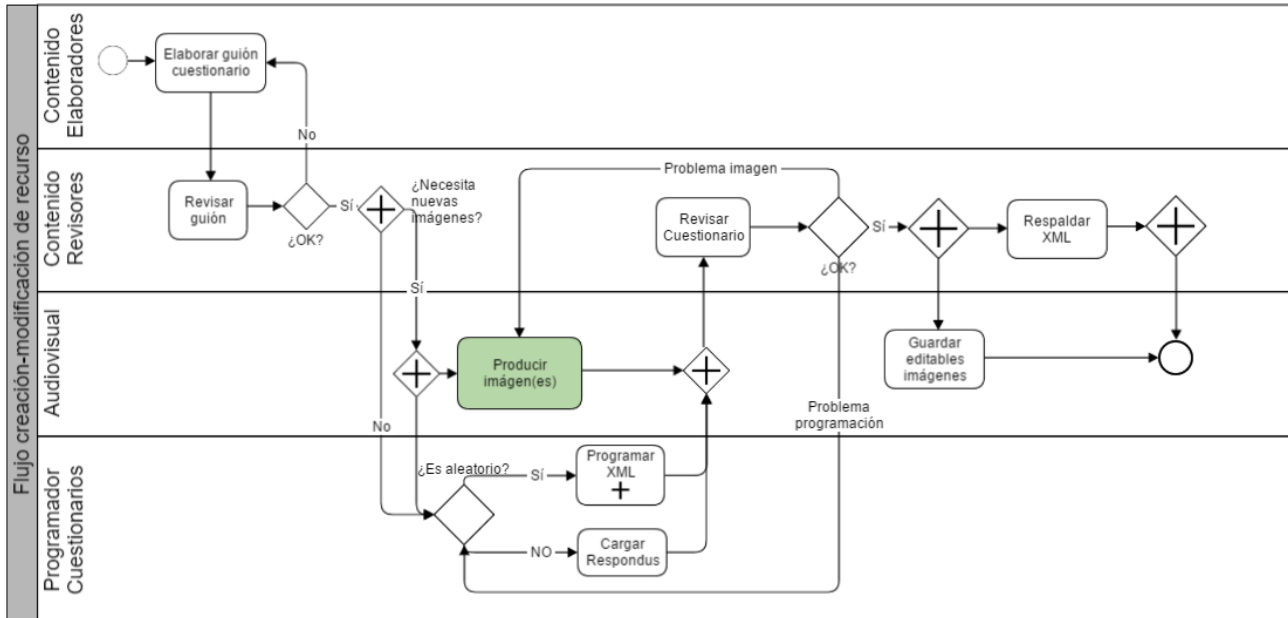 Flujo creación-modificación de recurso
Contenido
Elaboradores
Elaborar guión
cuestionario
No
Contenido
Revisores
Revisar
guión
¿OK?
Sí
¿Necesita
nuevas
imágenes?
Sí
No
Problema imagen
Revisar
Cuestionario
¿OK?
Sí
Respaldar
XML
Audiovisual
Producir
imágen(es)
Guardar
editables
imágenes
Problema
programación
Programador
Cuestionarios
¿Es aleatorio?
Sí
Programar
XML
NO
Cargar
Respondus